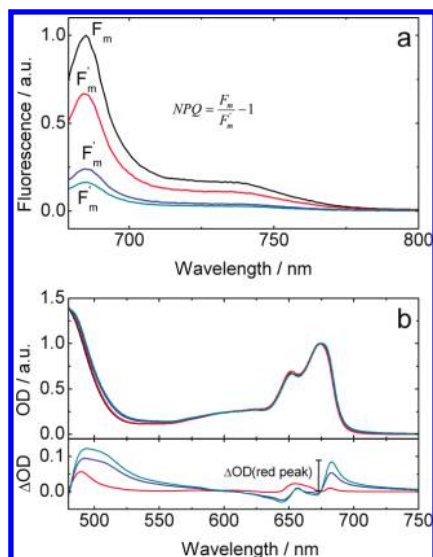 a
F_m
F'_m
F'_m
F'_m
NPQ = F_m / F'_m - 1
Fluorescence / a.u.
1.0
0.5
0.0
700
750
800
Wavelength / nm
b
OD / a.u.
1.5
1.0
0.5
0.0
ΔOD
0.1
0.0
ΔOD(red peak)
500
550
600
650
700
750
Wavelength / nm